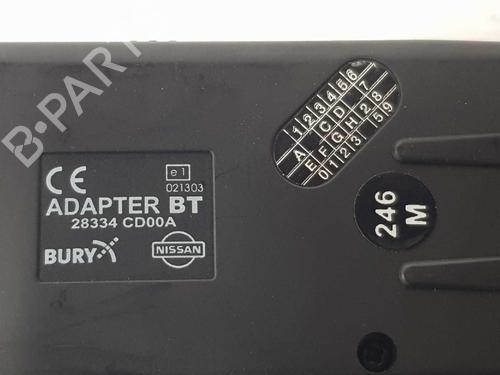 B-PARTS
CE
e1
021303
ADAPTER BT
28334 CD00A
BURY
NISSAN
1 2 3 4 5 6
A C D 7
E F G H 2 8
0 1 2 3 5 9
246
M